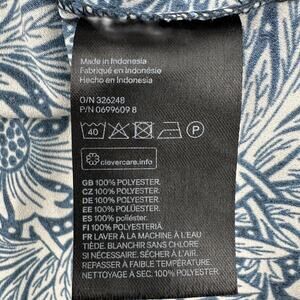 Made in Indonesia
Fabriqué en Indonésie
Hecho en Indonesia
O/N 326248
P/N 0699609 8
40
P
clevercare.info
GB 100% POLYESTER.
CZ 100% POLYESTER.
DE 100% POLYESTER.
EE 100% POLÜESTER.
ES 100% poliéster.
FI 100% POLYESTERIA.
FR LAVER À LA MACHINE À L'EAU
TIÈDE. BLANCHIR SANS CHLORE
SI NÉCESSAIRE. SÉCHER À L'AIR.
REPASSER À FAIBLE TEMPÉRATURE
NETTOYAGE À SEC. 100% POLYESTER.